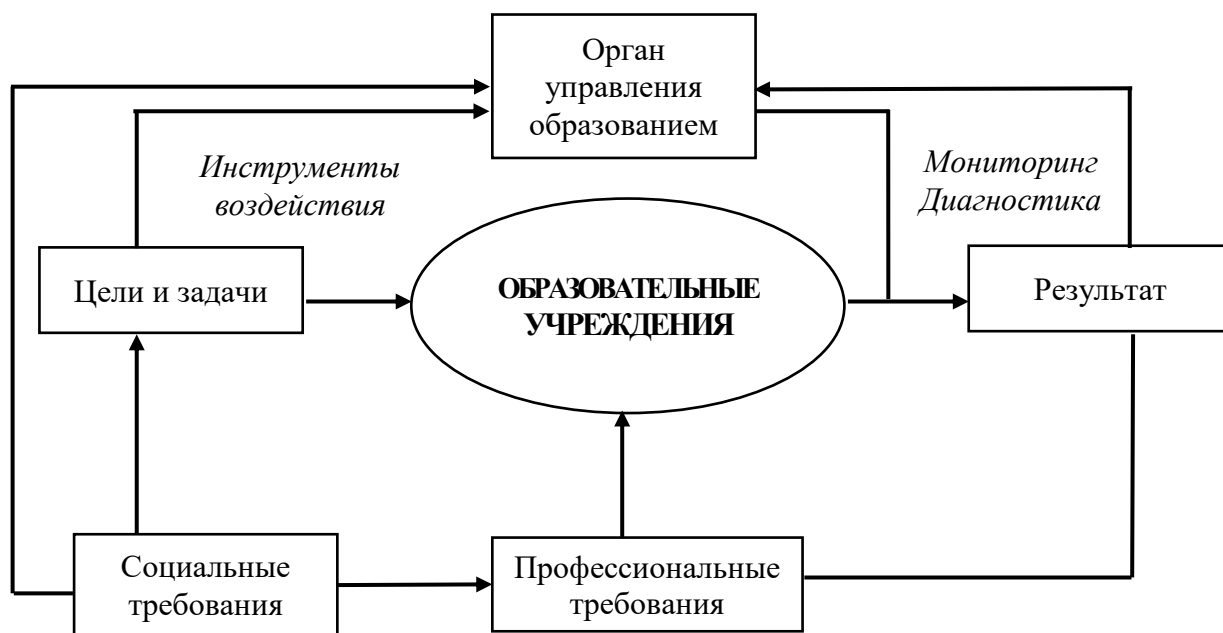 Орган
управления
образованием
Инструменты
воздействия
Мониторинг
Диагностика
Цели и задачи
ОБРАЗОВАТЕЛЬНЫЕ
УЧРЕЖДЕНИЯ
Результат
Социальные
требования
Профессиональные
требования